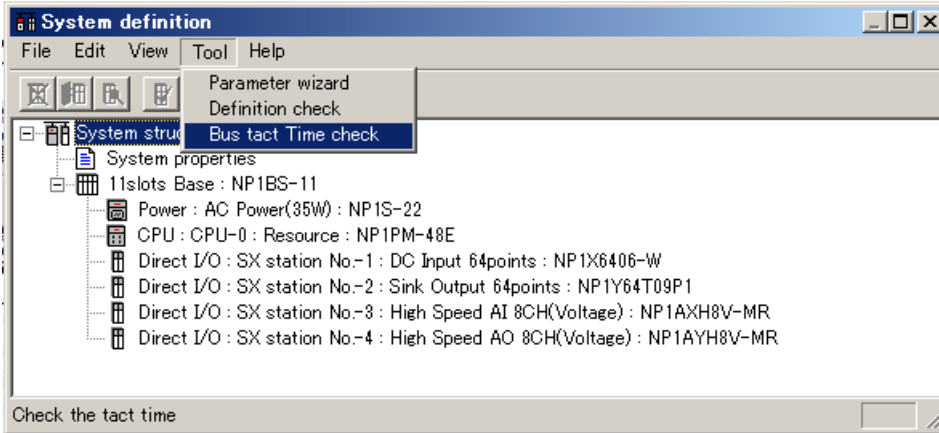 System definition
File Edit View Tool Help
Parameter wizard
Definition check
Bus tact Time check
System struc
System properties
11slots Base : NP1BS-11
Power : AC Power(35W) : NP1S-22
CPU : CPU-0 : Resource : NP1PM-48E
Direct I/O : SX station No.-1 : DC Input 64points : NP1X6406-W
Direct I/O : SX station No.-2 : Sink Output 64points : NP1Y64T09P1
Direct I/O : SX station No.-3 : High Speed AI 8CH(Voltage) : NP1AXH8V-MR
Direct I/O : SX station No.-4 : High Speed AO 8CH(Voltage) : NP1AYH8V-MR
Check the tact time